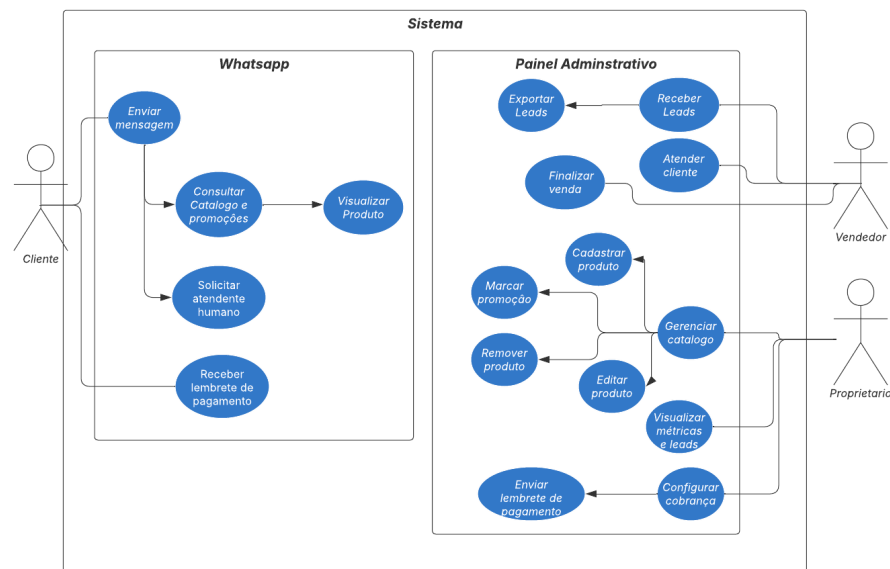 Sistema
Whatsapp
Enviar
mensagem
Consultar
Catalogo e
promoções
Visualizar
Produto
Solicitar
atendente
humano
Receber
lembrete de
pagamento
Cliente
Painel Adminstrativo
Exportar
Leads
Receber
Leads
Finalizar
venda
Atender
cliente
Cadastrar
produto
Marcar
promoção
Gerenciar
catalogo
Remover
produto
Editar
produto
Visualizar
métricas
e leads
Enviar
lembrete de
pagamento
Configurar
cobrança
Vendedor
Proprietario